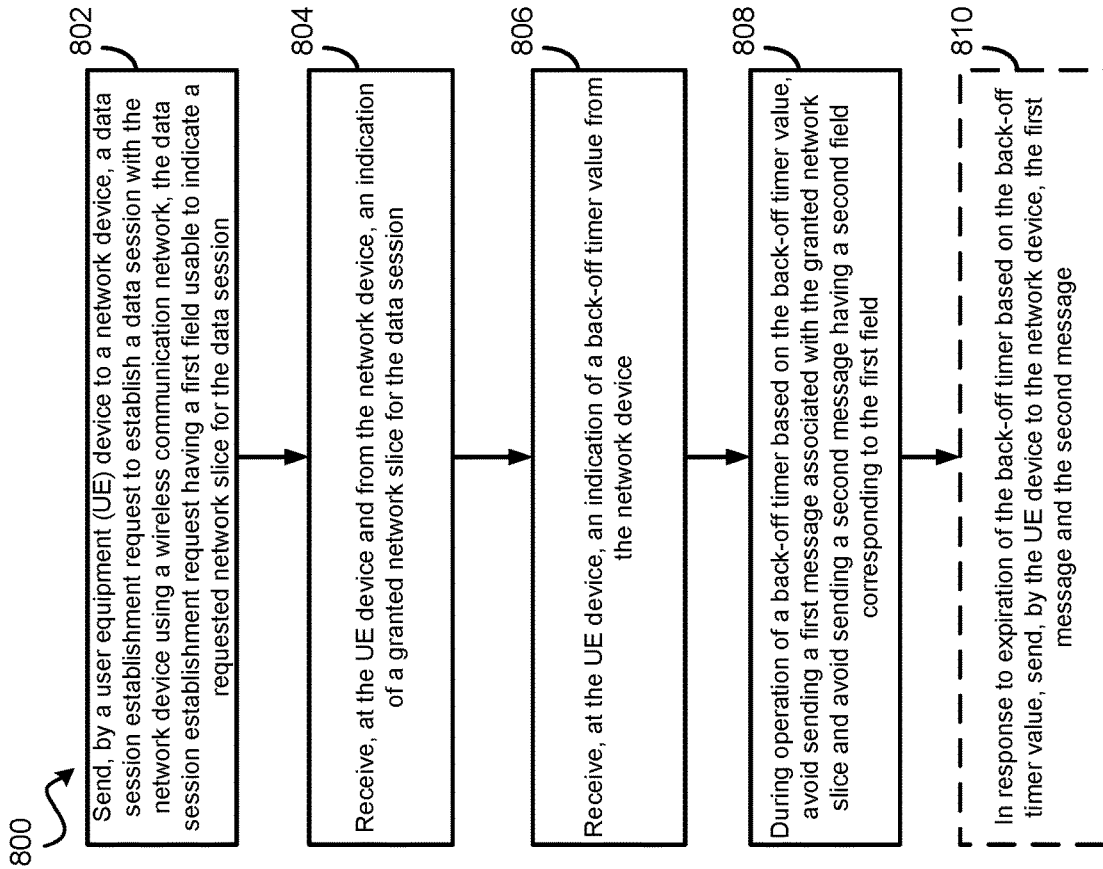 800
802
Send, by a user equipment (UE) device to a network device, a data
session establishment request to establish a data session with the
network device using a wireless communication network, the data
session establishment request having a first field usable to indicate a
requested network slice for the data session
804
Receive, at the UE device and from the network device, an indication
of a granted network slice for the data session
806
Receive, at the UE device, an indication of a back-off timer value from
the network device
808
During operation of a back-off timer based on the back-off timer value,
avoid sending a first message associated with the granted network
slice and avoid sending a second message having a second field
corresponding to the first field
810
In response to expiration of the back-off timer based on the back-off
timer value, send, by the UE device to the network device, the first
message and the second message